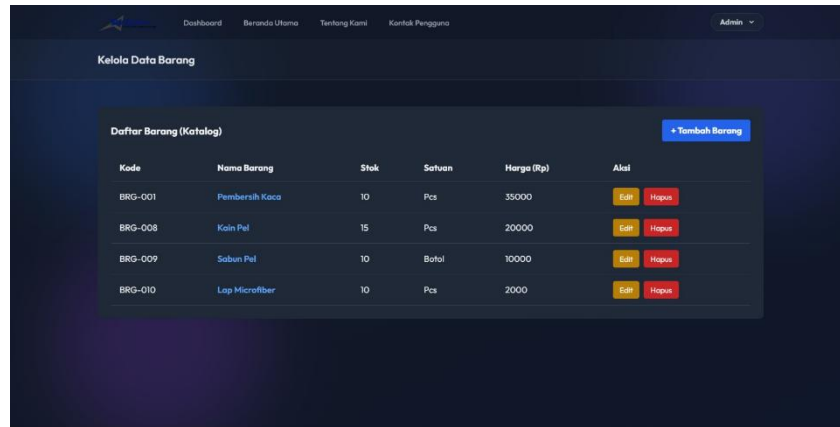 Dashboard Beranda Utama Tentang Kami Kontak Pengguna Admin
Kelola Data Barang
Daftar Barang (Katalog) + Tambah Barang
Kode Nama Barang Stok Satuan Harga (Rp) Aksi
BRG-001 Pembersih Kaca 10 Pcs 35000 Edit Hapus
BRG-008 Kain Pel 15 Pcs 20000 Edit Hapus
BRG-009 Sabun Pel 10 Botol 10000 Edit Hapus
BRG-010 Lap Microfiber 10 Pcs 2000 Edit Hapus